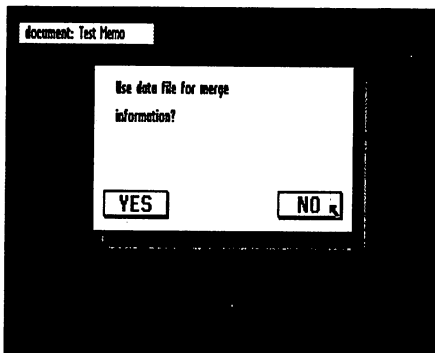 document: Test Memo
Use data file for merge
information?
YES
NO